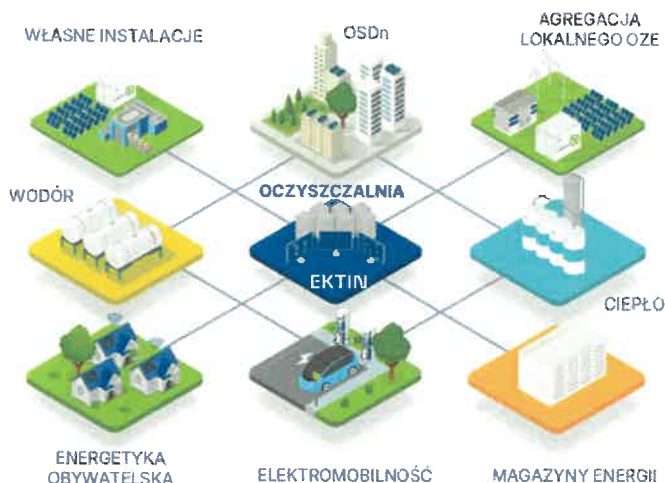 WŁASNE INSTALACJE
OSDn
AGREGACJA
LOKALNEGO OZE
WODÓR
OCZYSZCZALNIA
EKTIN
CIEPŁO
ENERGETYKA
OBYWATELSKA
ELEKTROMOBILNOŚĆ
MAGAZYNY ENERGII